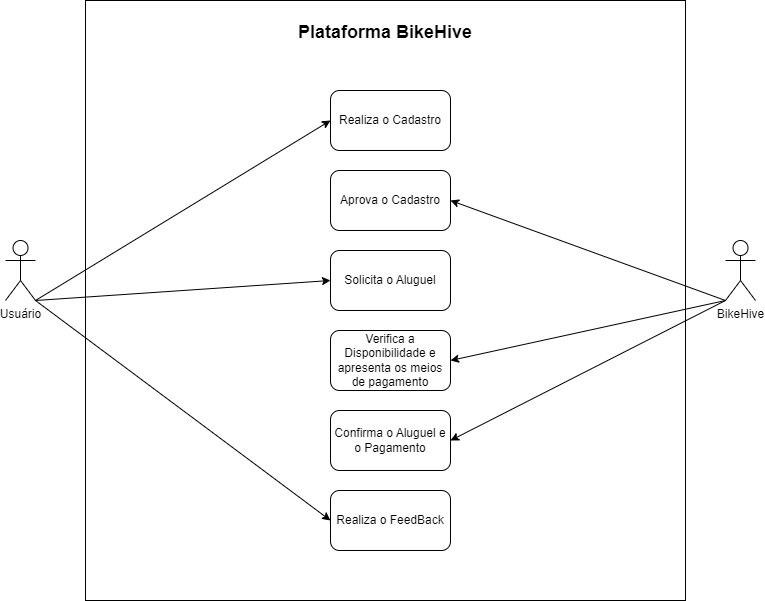 Plataforma BikeHive
Realiza o Cadastro
Aprova o Cadastro
Solicita o Aluguel
Usuário
BikeHive
Verifica a
Disponibilidade e
apresenta os meios
de pagamento
Confirma o Aluguel e
o Pagamento
Realiza o FeedBack